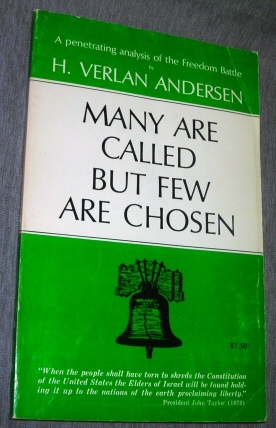 A penetrating analysis of the Freedom Battle
by
H. VERLAN ANDERSEN
MANY ARE
CALLED
BUT FEW
ARE CHOSEN
$1.50
"When the people shall have torn to shreds the Constitution
of the United States the Elders of Israel will be found hold-
ing it up to the nations of the earth proclaiming liberty."
President John Taylor (1879)